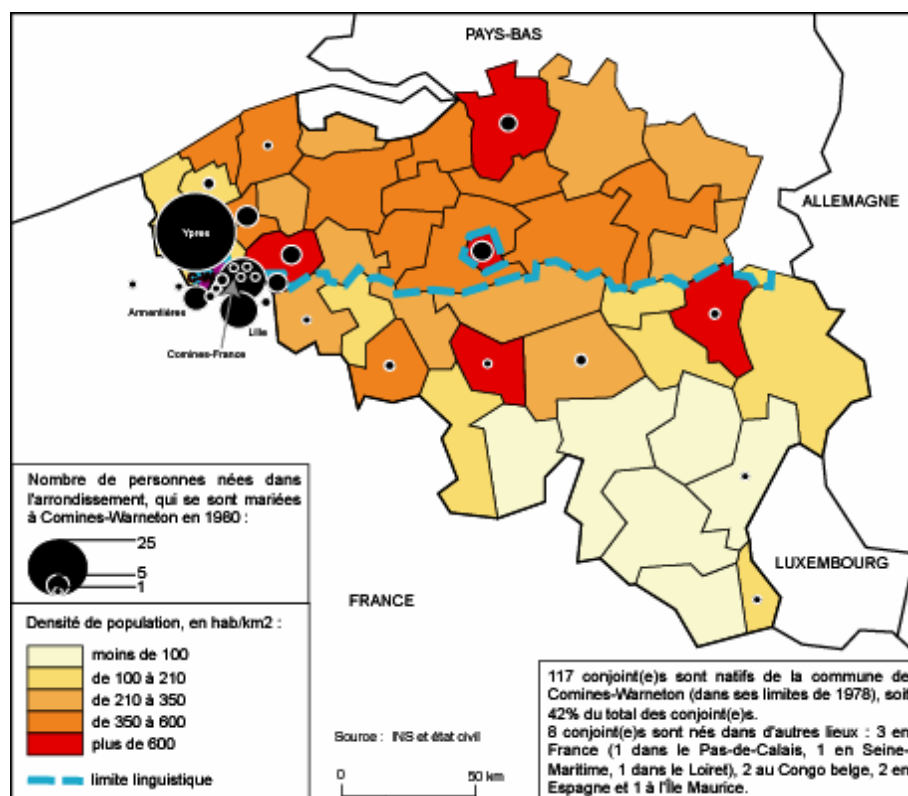 PAYS-BAS
ALLEMAGNE
Ypres
Armentières
Lille
Comines-France
LUXEMBOURG
FRANCE
Nombre de personnes nées dans
l'arrondissement, qui se sont mariées
à Comines-Warneton en 1980 :
25
5
1
Densité de population, en hab/km2 :
moins de 100
de 100 à 210
de 210 à 350
de 350 à 600
plus de 600
limite linguistique
Source : INS et état civil
0 50 km
117 conjoint(e)s sont natifs de la commune de
Comines-Warneton (dans ses limites de 1978), soit
42% du total des conjoint(e)s.
8 conjoint(e)s sont nés dans d'autres lieux : 3 en
France (1 dans le Pas-de-Calais, 1 en Seine-
Maritime, 1 dans le Loiret), 2 au Congo belge, 2 en
Espagne et 1 à l'Île Maurice.